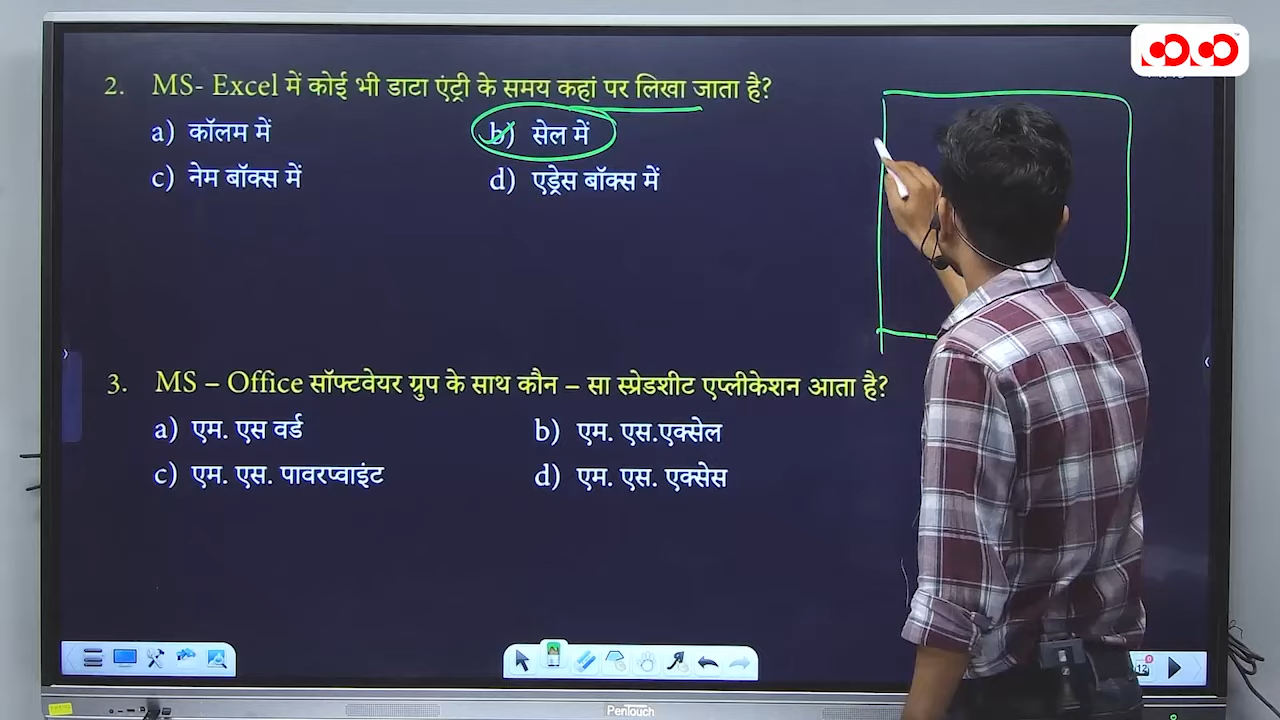 2. MS- Excel में कोई भी डाटा एंट्री के समय कहां पर लिखा जाता है?
a) कॉलम में b) सेल में
c) नेम बॉक्स में d) एड्रेस बॉक्स में
3. MS – Office सॉफ्टवेयर ग्रुप के साथ कौन – सा स्प्रेडशीट एप्लीकेशन आता है?
a) एम. एस वर्ड b) एम. एस.एक्सेल
c) एम. एस. पावरप्वाइंट d) एम. एस. एक्सेस
PenTouch